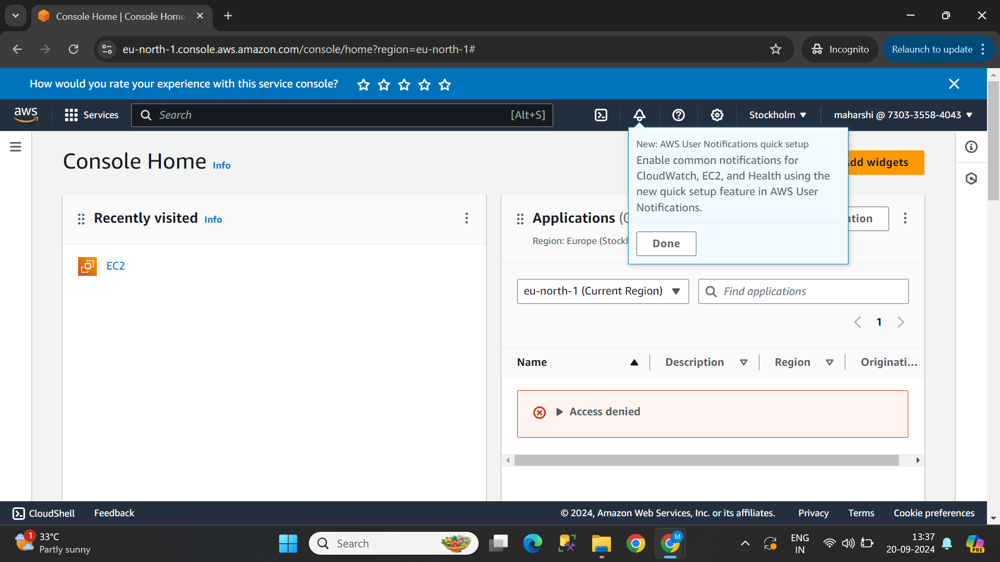 Console Home | Console Home
eu-north-1.console.aws.amazon.com/console/home?region=eu-north-1#
Incognito
Relaunch to update
How would you rate your experience with this service console?
aws
Services
Search
[Alt+S]
Stockholm
maharshi @ 7303-3558-4043
Console Home Info
New: AWS User Notifications quick setup
Enable common notifications for
CloudWatch, EC2, and Health using the
new quick setup feature in AWS User
Notifications.
Done
dd widgets
Recently visited Info
EC2
Applications (0
ation
Region: Europe (Stockh
eu-north-1 (Current Region)
Find applications
1
Name
Description
Region
Originati...
Access denied
CloudShell
Feedback
© 2024, Amazon Web Services, Inc. or its affiliates.
Privacy
Terms
Cookie preferences
1
33°C
Partly sunny
Search
M
ENG
IN
13:37
20-09-2024
PRE